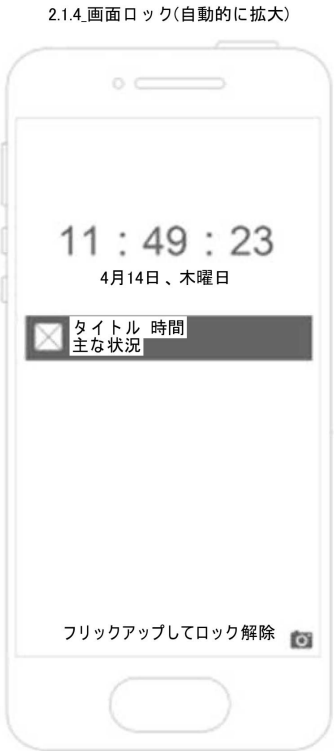 2.1.4_画面ロック(自動的に拡大)
11：49：23
4月14日、木曜日
タイトル 時間
主な状況
フリックアップしてロック解除